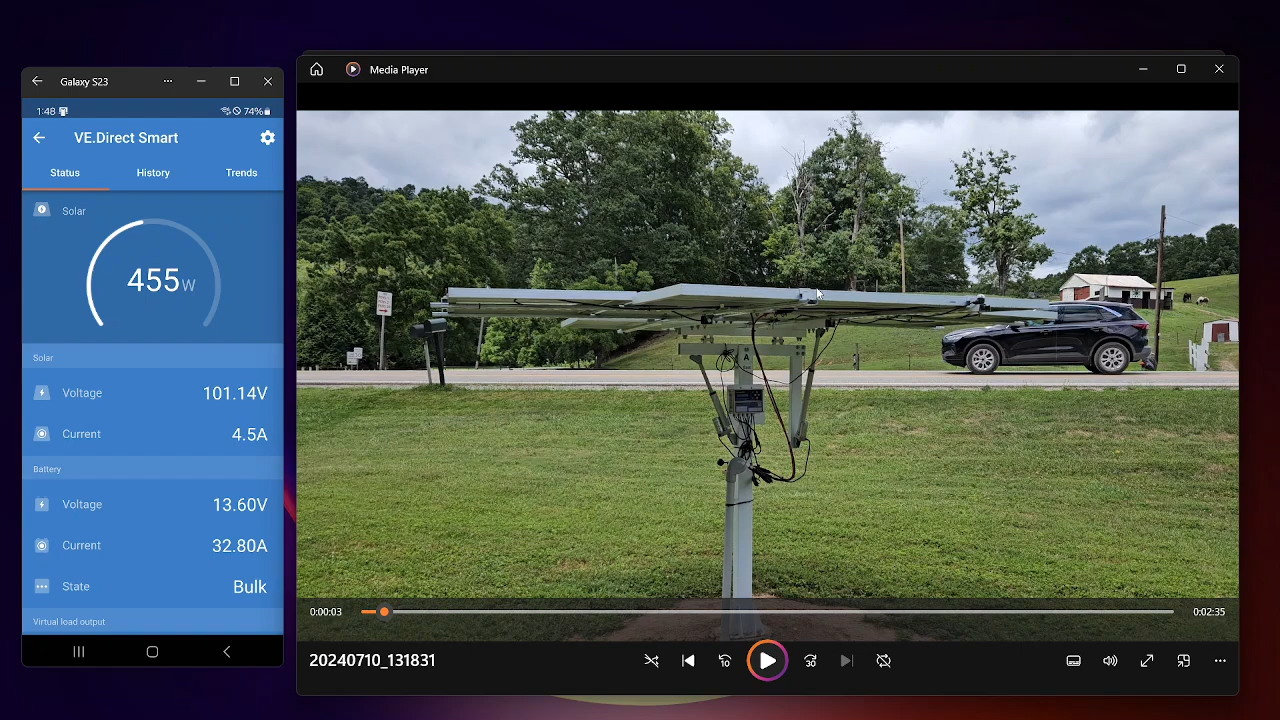 Galaxy S23
1:48
74%
VE.Direct Smart
Status
History
Trends
Solar
455W
Solar
Voltage
101.14V
Current
4.5A
Battery
Voltage
13.60V
Current
32.80A
State
Bulk
Virtual load output
Media Player
A
0:00:03
0:02:35
20240710_131831
10
30